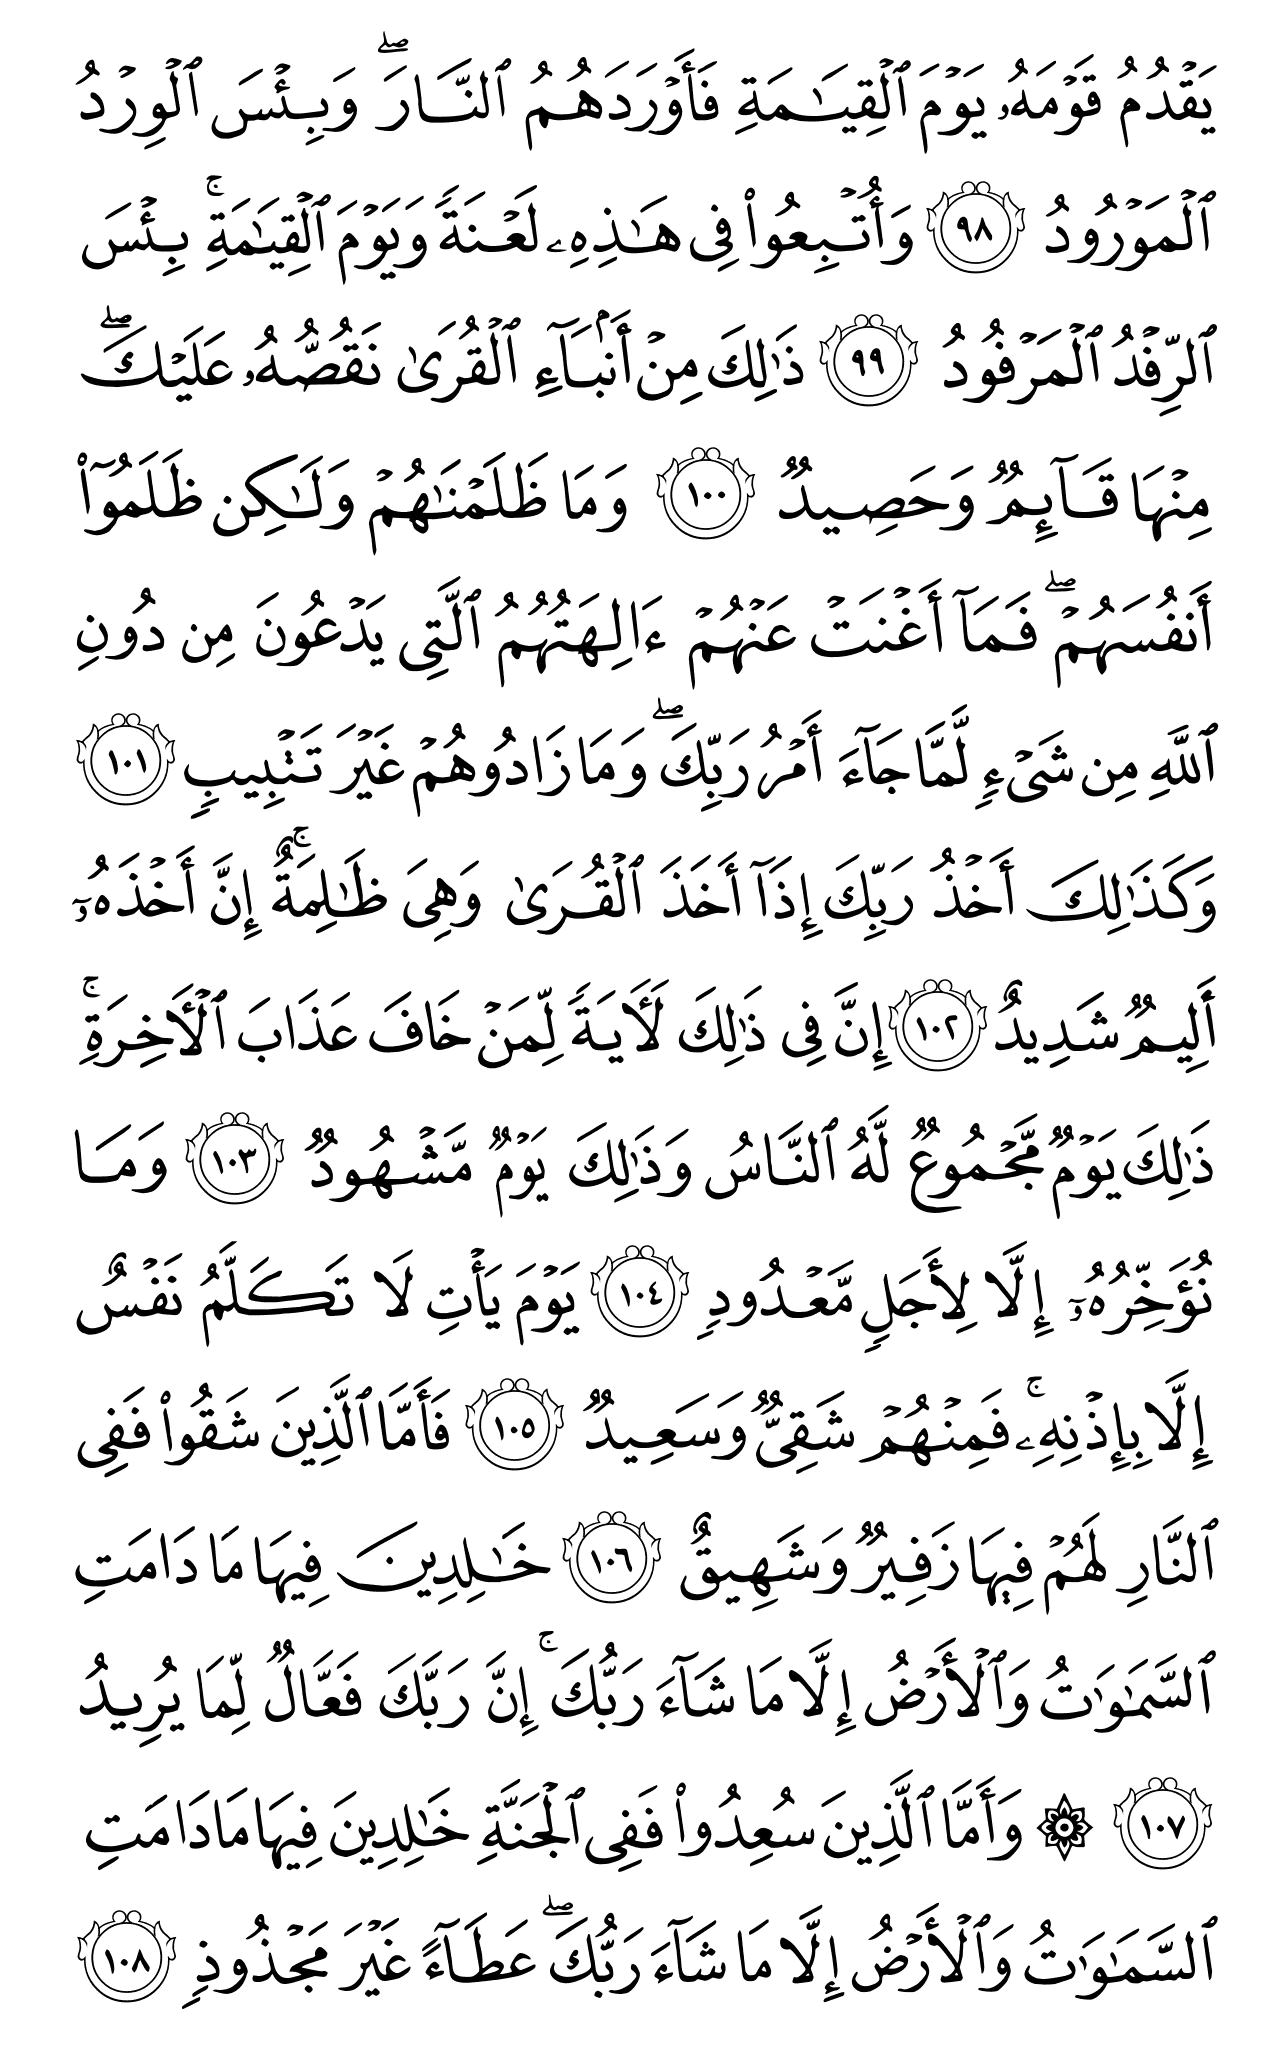 يَقْدُمُ قَوْمَهُۥ يَوْمَ ٱلْقِيَـٰمَةِ فَأَوْرَدَهُمُ ٱلنَّارَ ۖ وَبِئْسَ ٱلْوِرْدُ
ٱلْمَوْرُودُ ٩٨ وَأُتْبِعُوا۟ فِى هَـٰذِهِۦ لَعْنَةً وَيَوْمَ ٱلْقِيَـٰمَةِ ۚ بِئْسَ
ٱلرِّفْدُ ٱلْمَرْفُودُ ٩٩ ذَٰلِكَ مِنْ أَنۢبَآءِ ٱلْقُرَىٰ نَقُصُّهُۥ عَلَيْكَ ۖ
مِنْهَا قَآئِمٌ وَحَصِيدٌ ١٠٠ وَمَا ظَلَمْنَـٰهُمْ وَلَـٰكِن ظَلَمُوٓا۟
أَنفُسَهُمْ ۖ فَمَآ أَغْنَتْ عَنْهُمْ ءَالِهَتُهُمُ ٱلَّتِى يَدْعُونَ مِن دُونِ
ٱللَّهِ مِن شَىْءٍ لَّمَّا جَآءَ أَمْرُ رَبِّكَ ۖ وَمَا زَادُوهُمْ غَيْرَ تَتْبِيبٍ ١٠١
وَكَذَٰلِكَ أَخْذُ رَبِّكَ إِذَآ أَخَذَ ٱلْقُرَىٰ وَهِىَ ظَـٰلِمَةٌ ۚ إِنَّ أَخْذَهُۥٓ
أَلِيمٌ شَدِيدٌ ١٠٢ إِنَّ فِى ذَٰلِكَ لَـَٔايَةً لِّمَنْ خَافَ عَذَابَ ٱلْـَٔاخِرَةِ ۚ
ذَٰلِكَ يَوْمٌ مَّجْمُوعٌ لَّهُ ٱلنَّاسُ وَذَٰلِكَ يَوْمٌ مَّشْهُودٌ ١٠٣ وَمَا
نُؤَخِّرُهُۥٓ إِلَّا لِأَجَلٍ مَّعْدُودٍ ١٠٤ يَوْمَ يَأْتِ لَا تَكَلَّمُ نَفْسٌ
إِلَّا بِإِذْنِهِۦ ۚ فَمِنْهُمْ شَقِىٌّ وَسَعِيدٌ ١٠٥ فَأَمَّا ٱلَّذِينَ شَقُوا۟ فَفِى
ٱلنَّارِ لَهُمْ فِيهَا زَفِيرٌ وَشَهِيقٌ ١٠٦ خَـٰلِدِينَ فِيهَا مَا دَامَتِ
ٱلسَّمَـٰوَٰتُ وَٱلْأَرْضُ إِلَّا مَا شَآءَ رَبُّكَ ۚ إِنَّ رَبَّكَ فَعَّالٌ لِّمَا يُرِيدُ
١٠٧ ۞ وَأَمَّا ٱلَّذِينَ سُعِدُوا۟ فَفِى ٱلْجَنَّةِ خَـٰلِدِينَ فِيهَا مَا دَامَتِ
ٱلسَّمَـٰوَٰتُ وَٱلْأَرْضُ إِلَّا مَا شَآءَ رَبُّكَ ۖ عَطَآءً غَيْرَ مَجْذُوذٍ ١٠٨